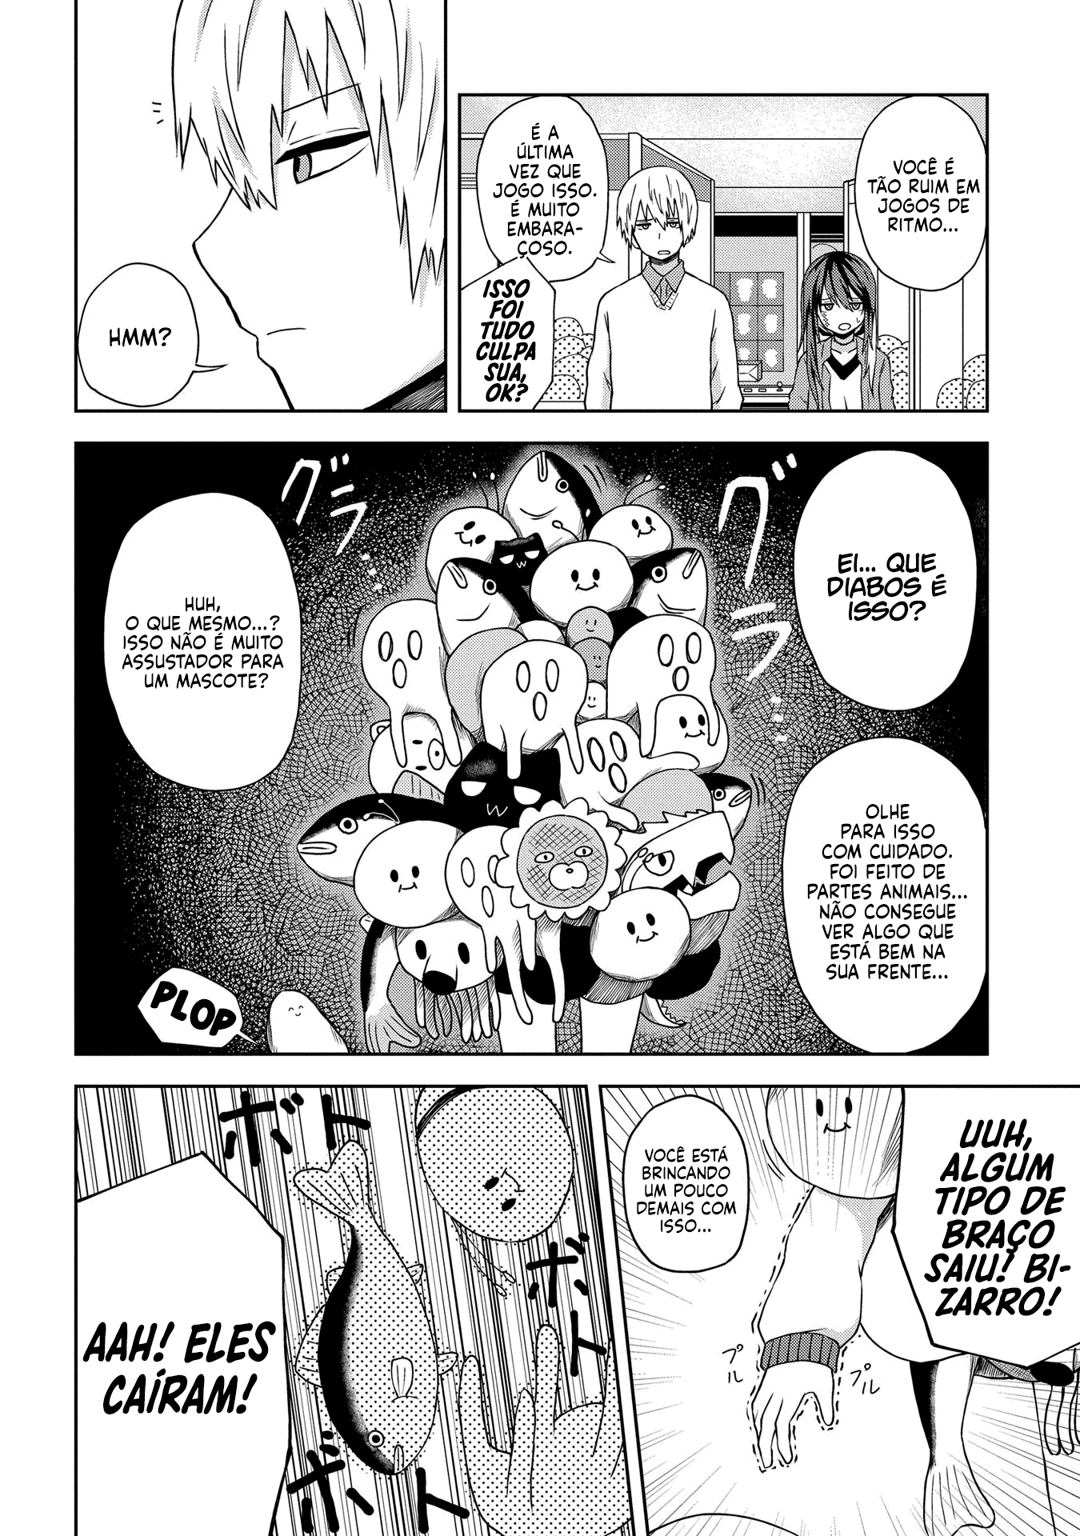 VOCÊ É
TÃO RUIM EM
JOGOS DE
RITMO...
É A
ÚLTIMA
VEZ QUE
JOGO ISSO.
É MUITO
EMBARA-
ÇOSO.
ISSO
FOI
TUDO
CULPA
SUA,
OK?
HMM?
EI... QUE
DIABOS É
ISSO?
グラ...
グラ...
HUH,
O QUE MESMO...?
ISSO NÃO É MUITO
ASSUSTADOR PARA
UM MASCOTE?
OLHE
PARA ISSO
COM CUIDADO.
FOI FEITO DE
PARTES ANIMAIS...
NÃO CONSEGUE
VER ALGO QUE
ESTÁ BEM NA
SUA FRENTE...
PLOP
UUH,
ALGUM
TIPO DE
BRAÇO
SAIU! BI-
ZARRO!
VOCÊ ESTÁ
BRINCANDO
UM POUCO
DEMAIS COM
ISSO...
プル
プル
ボト
ボト
ボト
AAH! ELES
CAÍRAM!